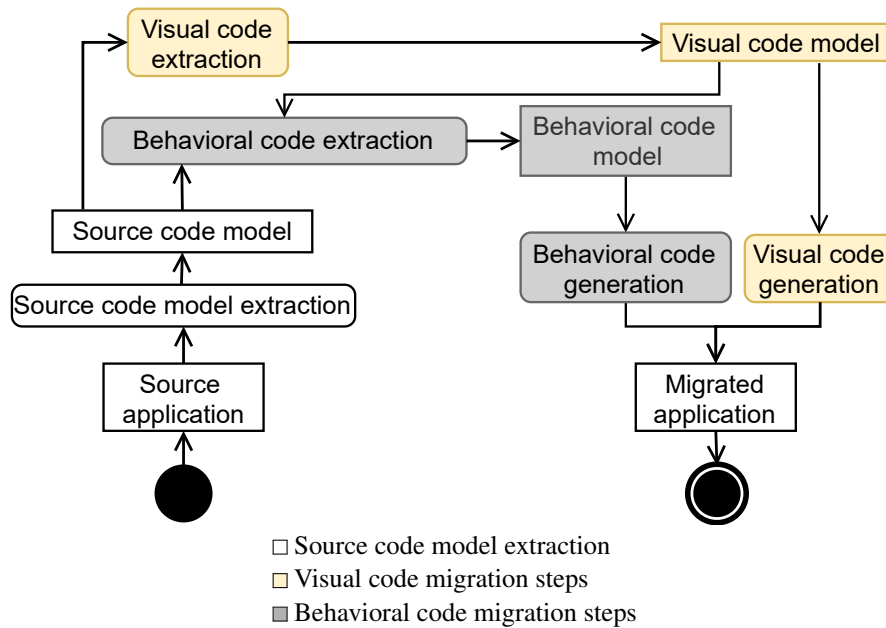 Visual code
extraction
Visual code model
Behavioral code extraction
Behavioral code
model
Source code model
Behavioral code
generation
Visual code
generation
Source code model extraction
Source
application
Migrated
application
Source code model extraction
Visual code migration steps
Behavioral code migration steps